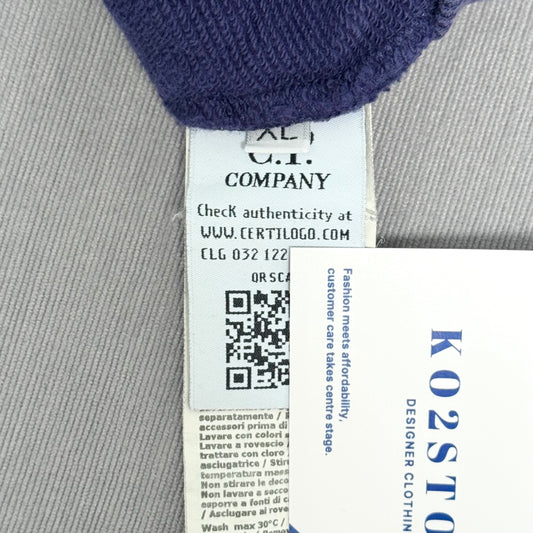 XL
C.P.
COMPANY
Check authenticity at
WWW.CERTILOGO.COM
CLG 032 122
QR SCA
separatamente /
accessori prima di
Lavare con colori s
Lavare a rovescio /
trattare con cloro /
asciugatrice / Stir
temperatura mass
Non stirare le deco
Non lavare a secco
esporre a fonti di c
/ Asciugare al rove
Wash max 30°C /
Fashion meets affordability,
customer care takes centre stage.
KO2STO
DESIGNER CLOTHIN